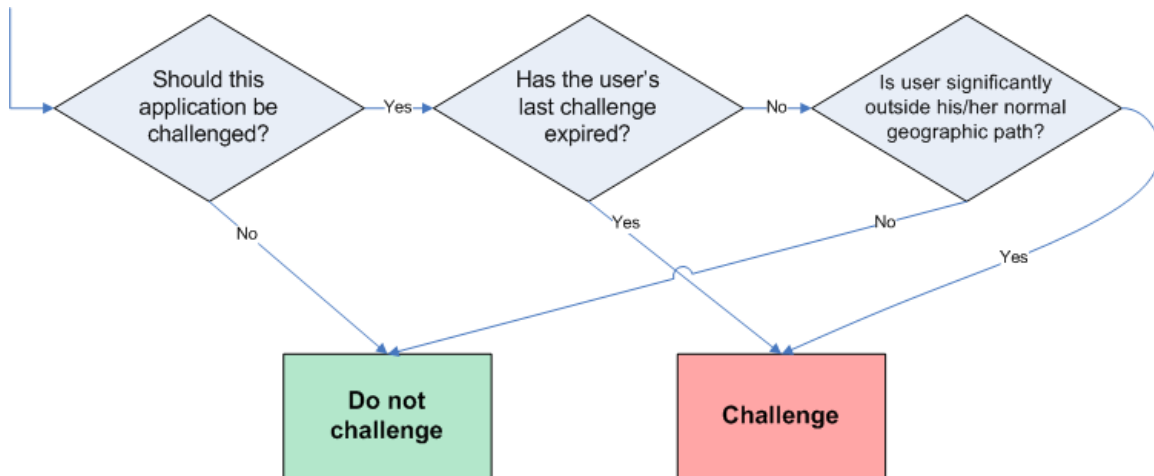 Should this
application be
challenged?
Yes
Has the user's
last challenge
expired?
No
Is user significantly
outside his/her normal
geographic path?
No
Yes
No
Yes
Do not
challenge
Challenge